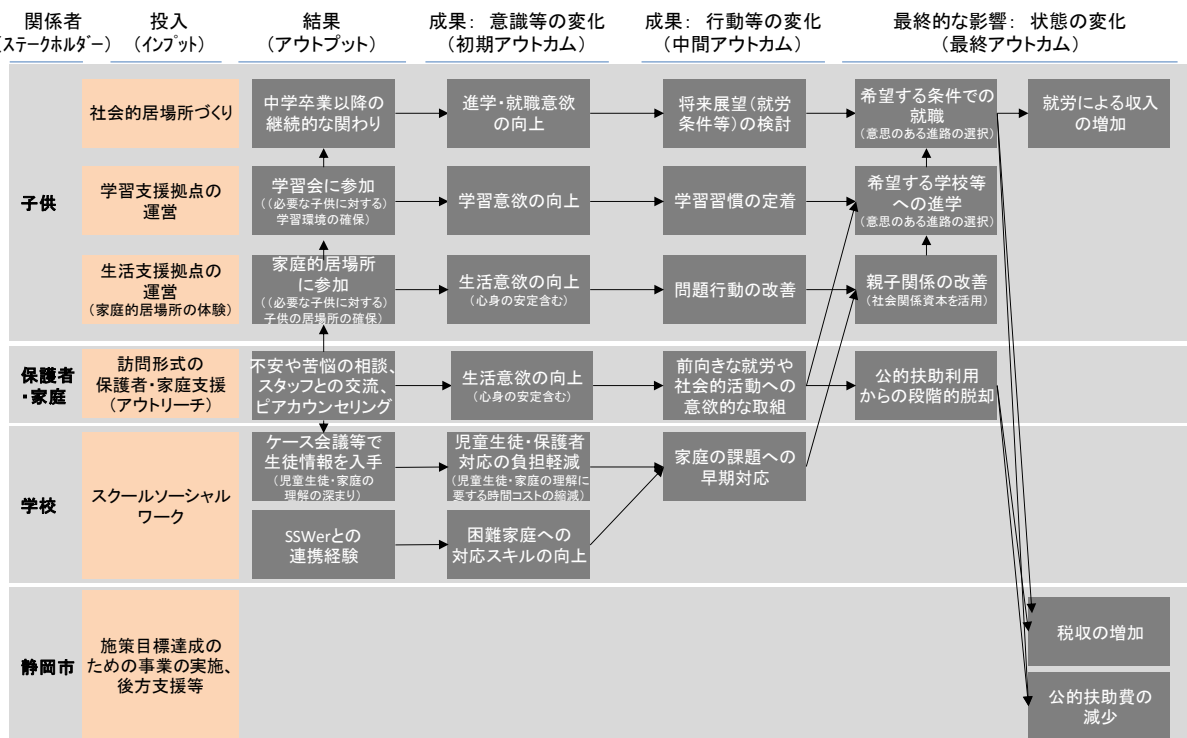 関係者
(ステークホルダー)
投入
(インプット)
結果
(アウトプット)
成果： 意識等の変化
(初期アウトカム)
成果： 行動等の変化
(中間アウトカム)
最終的な影響： 状態の変化
(最終アウトカム)
子供
社会的居場所づくり
中学卒業以降の
継続的な関わり
進学・就職意欲
の向上
将来展望(就労
条件等)の検討
希望する条件での
就職
(意思のある進路の選択)
就労による収入
の増加
学習支援拠点の
運営
学習会に参加
((必要な子供に対する)
学習環境の確保)
学習意欲の向上
学習習慣の定着
希望する学校等
への進学
(意思のある進路の選択)
生活支援拠点の
運営
(家庭的居場所の体験)
家庭的居場所
に参加
((必要な子供に対する)
子供の居場所の確保)
生活意欲の向上
(心身の安定含む)
問題行動の改善
親子関係の改善
(社会関係資本を活用)
保護者
・家庭
訪問形式の
保護者・家庭支援
(アウトリーチ)
不安や苦悩の相談、
スタッフとの交流、
ピアカウンセリング
生活意欲の向上
(心身の安定含む)
前向きな就労や
社会的活動への
意欲的な取組
公的扶助利用
からの段階的脱却
学校
スクールソーシャル
ワーク
ケース会議等で
生徒情報を入手
(児童生徒・家庭の
理解の深まり)
児童生徒・保護者
対応の負担軽減
(児童生徒・家庭の理解に
要する時間コストの縮減)
家庭の課題への
早期対応
SSWerとの
連携経験
困難家庭への
対応スキルの向上
静岡市
施策目標達成の
ための事業の実施、
後方支援等
税収の増加
公的扶助費の
減少